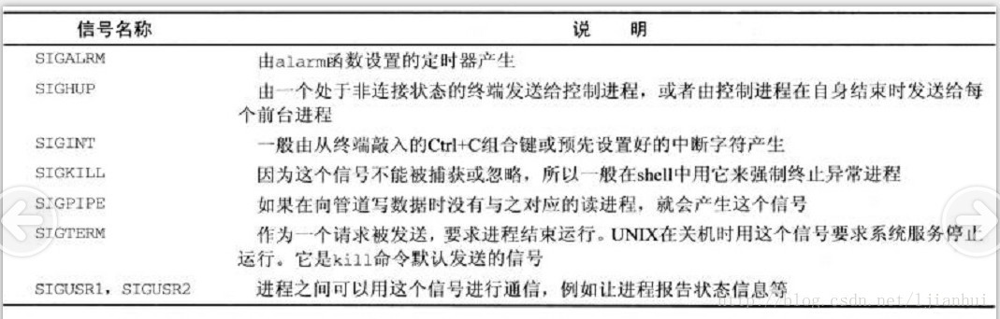 信号名称 说 明
SIGALRM 由alarm函数设置的定时器产生
SIGHUP 由一个处于非连接状态的终端发送给控制进程，或者由控制进程在自身结束时发送给每
个前台进程
SIGINT 一般由从终端敲入的Ctrl+C组合键或预先设置好的中断字符产生
SIGKILL 因为这个信号不能被捕获或忽略，所以一般在shell中用它来强制终止异常进程
SIGPIPE 如果在向管道写数据时没有与之对应的读进程，就会产生这个信号
SIGTERM 作为一个请求被发送，要求进程结束运行。UNIX在关机时用这个信号要求系统服务停止
运行。它是kill命令默认发送的信号
SIGUSR1，SIGUSR2 进程之间可以用这个信号进行通信，例如让进程报告状态信息等
http://blog.csdn.net/ljianhui